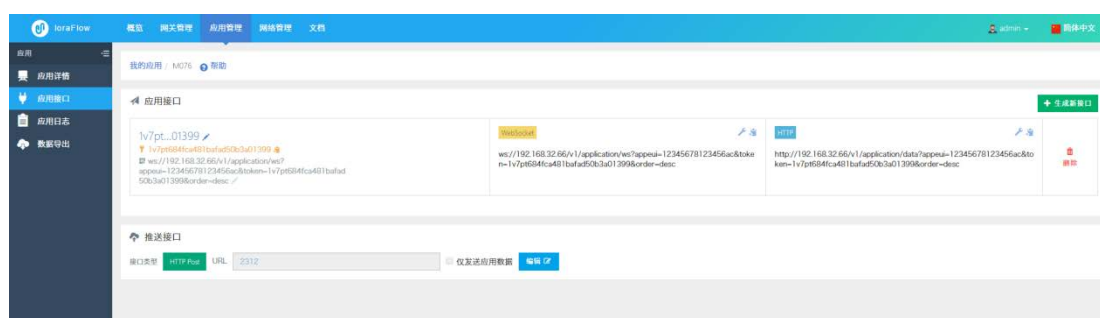 loraFlow 概览 网关管理 应用管理 网络管理 文档 admin 简体中文
应用
应用详情
应用接口
应用日志
数据导出
我的应用 / M076 帮助
应用接口
+ 生成新接口
1v7pt...01399
1v7pt684fca481bafad50b3a01399
ws://192.168.32.66/v1/application/ws?
appeui=12345678123456ac&token=1v7pt684fca481bafad
50b3a01399&order=desc
WebSocket
ws://192.168.32.66/v1/application/ws?appeui=12345678123456ac&toke
n=1v7pt684fca481bafad50b3a01399&order=desc
HTTP
http://192.168.32.66/v1/application/data?appeui=12345678123456ac&to
ken=1v7pt684fca481bafad50b3a01399&order=desc
删除
推送接口
接口类型 HTTP Post URL 2312 仅发送应用数据 编辑